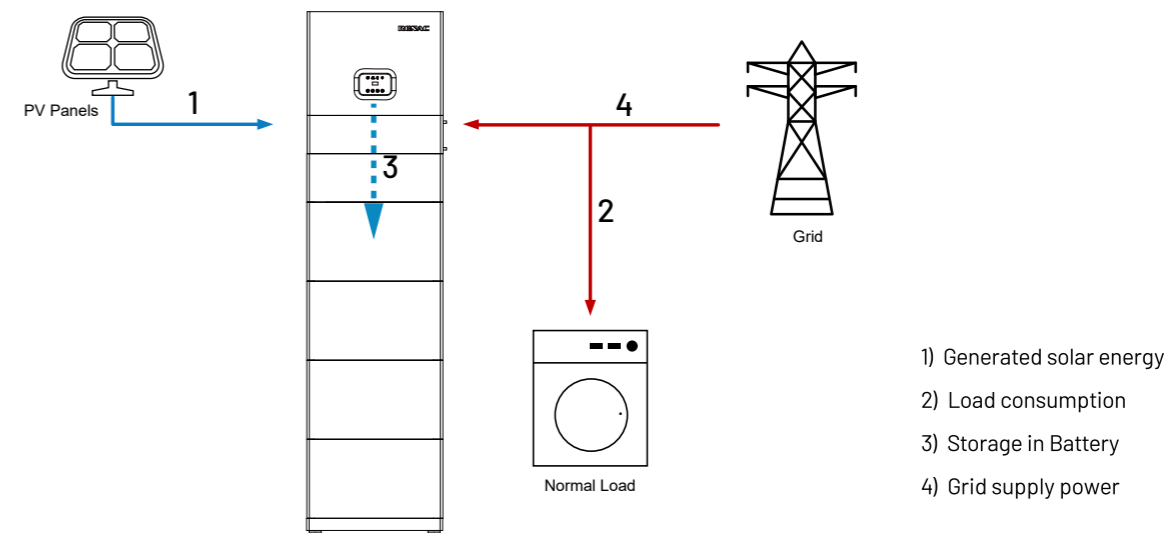 RENAC
PV Panels
1
4
3
2
Grid
Normal Load
1) Generated solar energy
2) Load consumption
3) Storage in Battery
4) Grid supply power